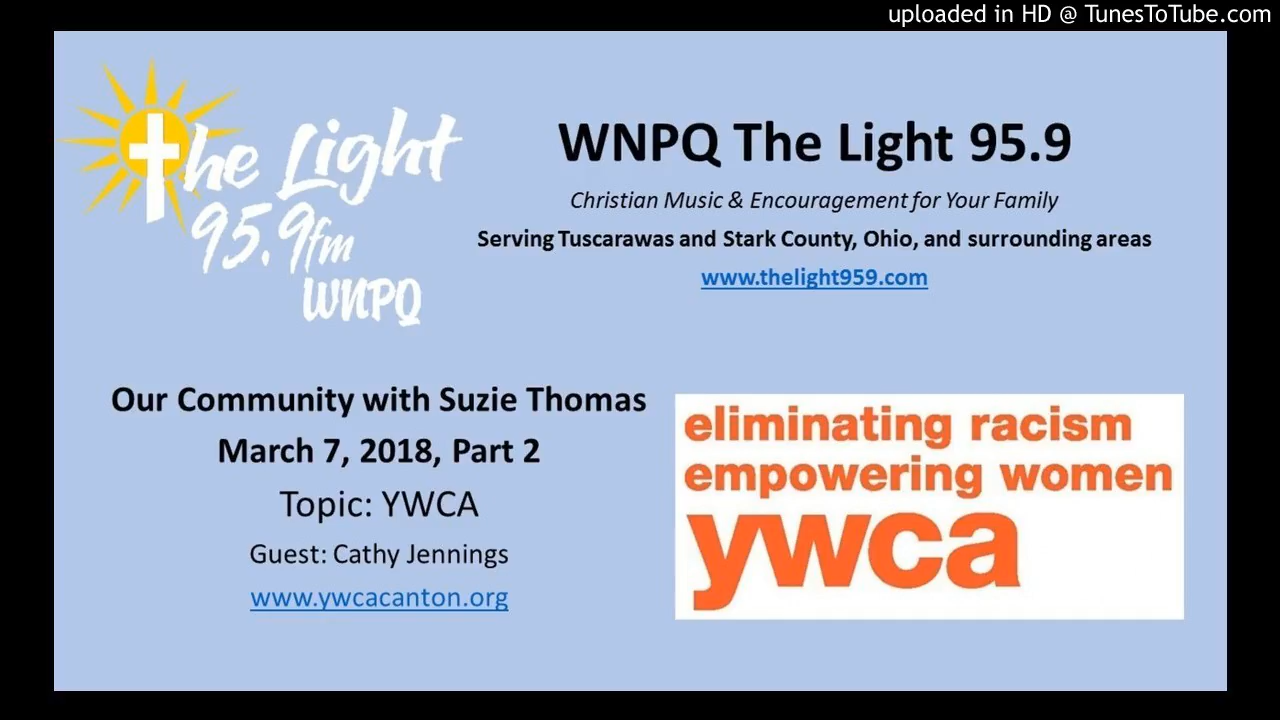 uploaded in HD @ TunesToTube.com
the Light
95.9fm
WNPQ
WNPQ The Light 95.9
Christian Music & Encouragement for Your Family
Serving Tuscarawas and Stark County, Ohio, and surrounding areas
www.thelight959.com
Our Community with Suzie Thomas
March 7, 2018, Part 2
Topic: YWCA
Guest: Cathy Jennings
www.ywcacanton.org
eliminating racism
empowering women
ywca